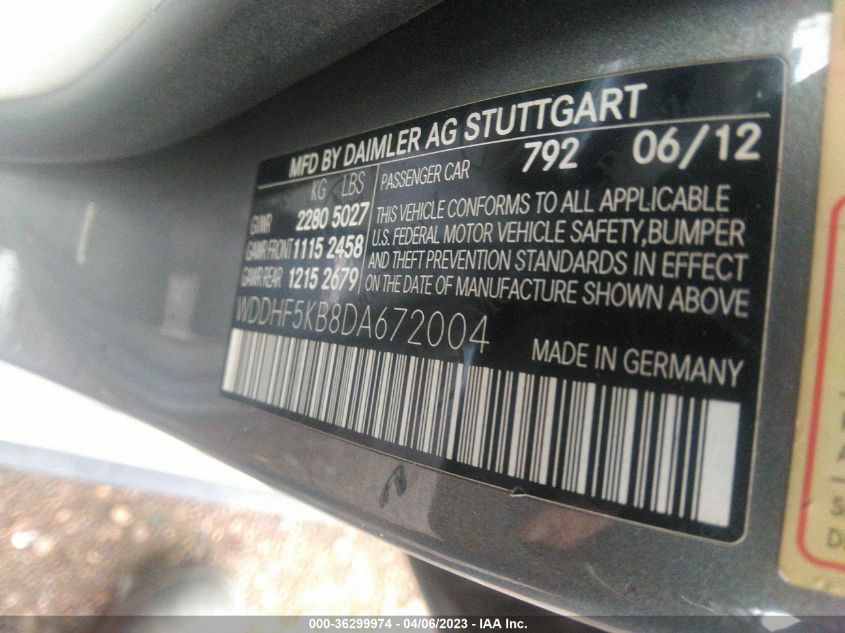 MFD BY DAIMLER AG STUTTGART
792 06/12
KG LBS
GVWR 2280 5027
GAWR FRONT 1115 2458
GAWR REAR 1215 2679
PASSENGER CAR
THIS VEHICLE CONFORMS TO ALL APPLICABLE
U.S. FEDERAL MOTOR VEHICLE SAFETY, BUMPER
AND THEFT PREVENTION STANDARDS IN EFFECT
ON THE DATE OF MANUFACTURE SHOWN ABOVE
WDDHF5KB8DA672004
MADE IN GERMANY
000-36299974 - 04/06/2023 - IAA Inc.